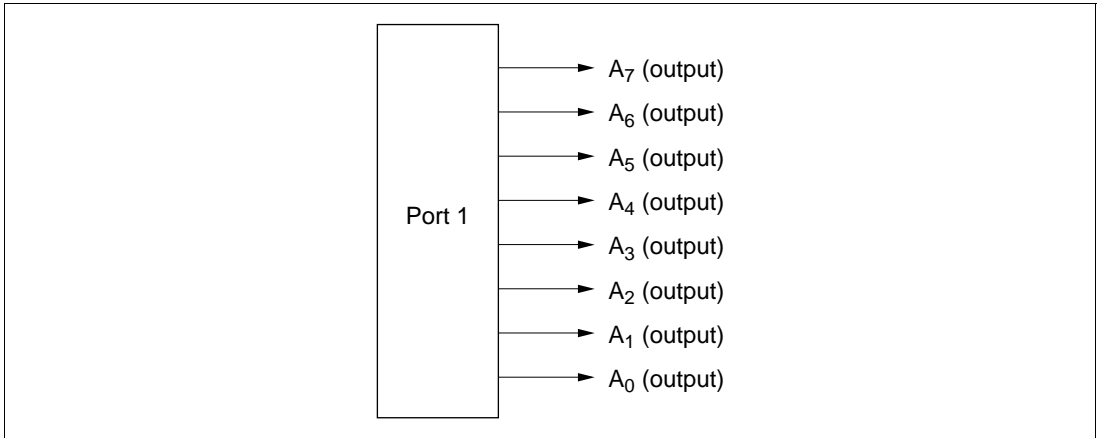 A7 (output)
A6 (output)
A5 (output)
A4 (output)
Port 1
A3 (output)
A2 (output)
A1 (output)
A0 (output)